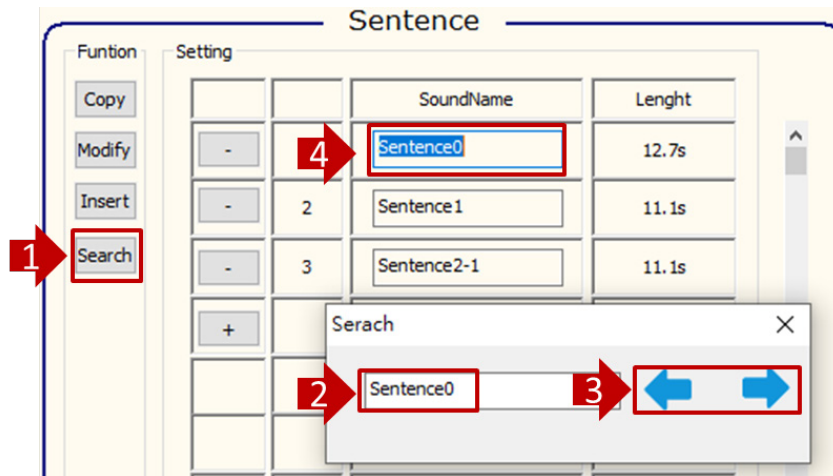 Sentence
Funtion
Setting
Copy
SoundName
Lenght
Modify
-
4
Sentence0
12.7s
Insert
-
2
Sentence1
11.1s
1
Search
-
3
Sentence2-1
11.1s
+
Serach
2
Sentence0
3